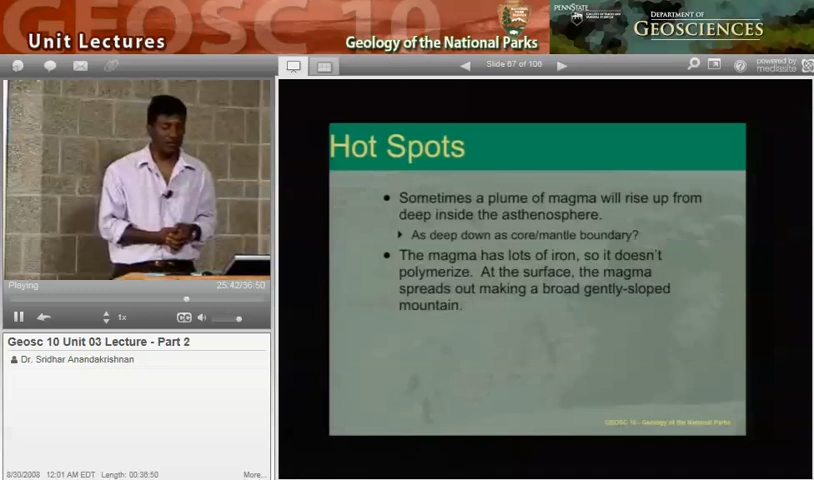 GEOSC 10
Unit Lectures
Geology of the National Parks
PENNSTATE
DEPARTMENT OF
GEOSCIENCES
Slide 67 of 106
powered by
mediasite
Hot Spots
Sometimes a plume of magma will rise up from
deep inside the asthenosphere.
As deep down as core/mantle boundary?
The magma has lots of iron, so it doesn't
polymerize. At the surface, the magma
spreads out making a broad gently-sloped
mountain.
GEOSC 10 - Geology of the National Parks
Playing
25:42/36:50
1x
CC
Geosc 10 Unit 03 Lecture - Part 2
Dr. Sridhar Anandakrishnan
8/30/2008 12:01 AM EDT Length: 00:36:50
More...